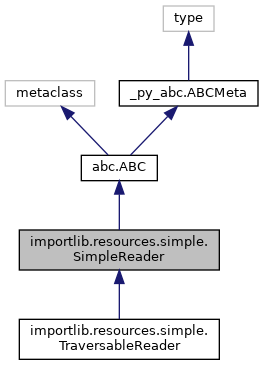 type
metaclass
_py_abc.ABCMeta
abc.ABC
importlib.resources.simple.
SimpleReader
importlib.resources.simple.
TraversableReader